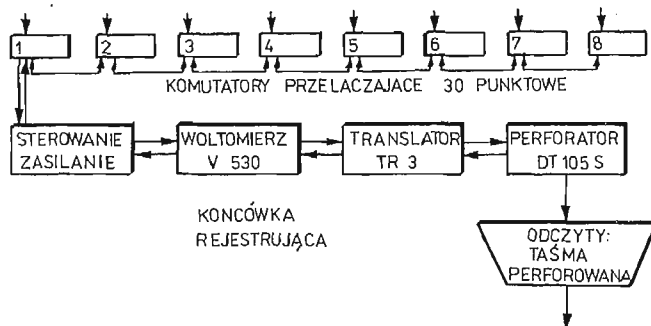 1 2 3 4 5 6 7 8
KOMUTATORY PRZELACZAJACE 30 PUNKTOWE
STEROWANIE
ZASILANIE
WOLTOMIERZ
V 530
TRANSLATOR
TR 3
PERFORATOR
DT 105 S
KONCÓWKA
REJESTRUJĄCA
ODCZYTY:
TAŚMA
PERFOROWANA